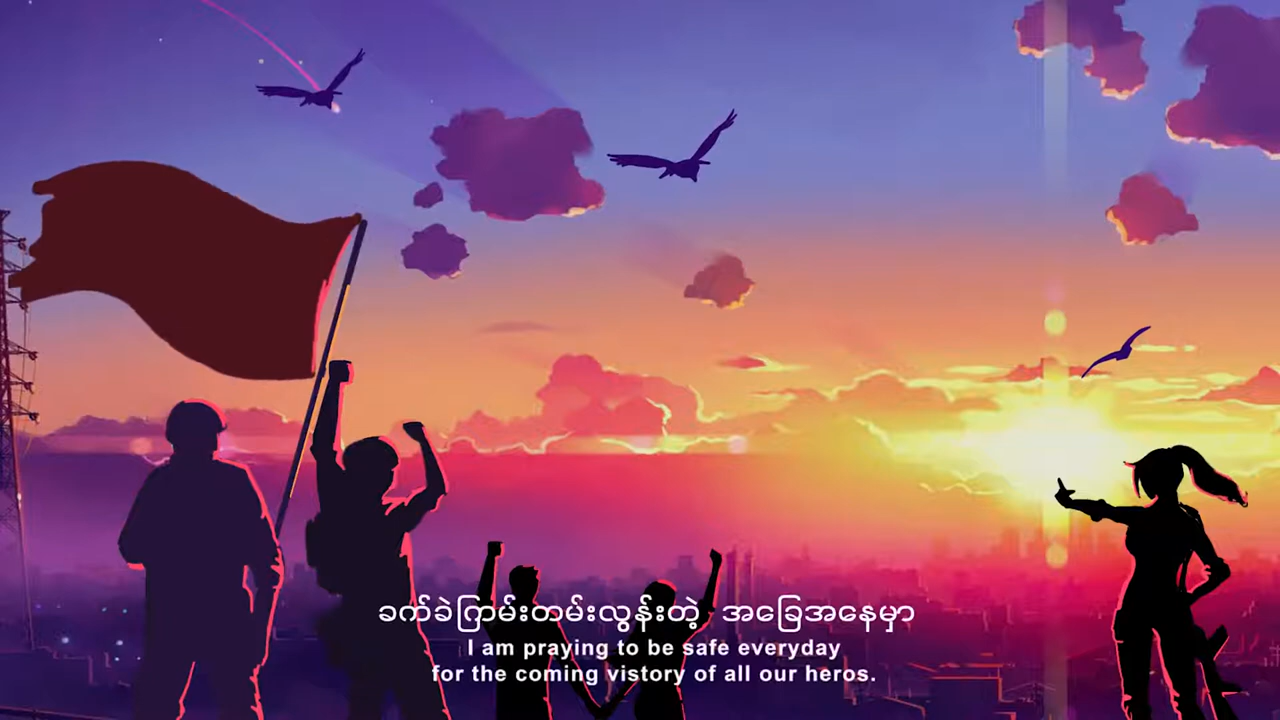 ခက်ခဲကြမ်းတမ်းလွန်းတဲ့ အခြေအနေမှာ
I am praying to be safe everyday
for the coming vistory of all our heros.